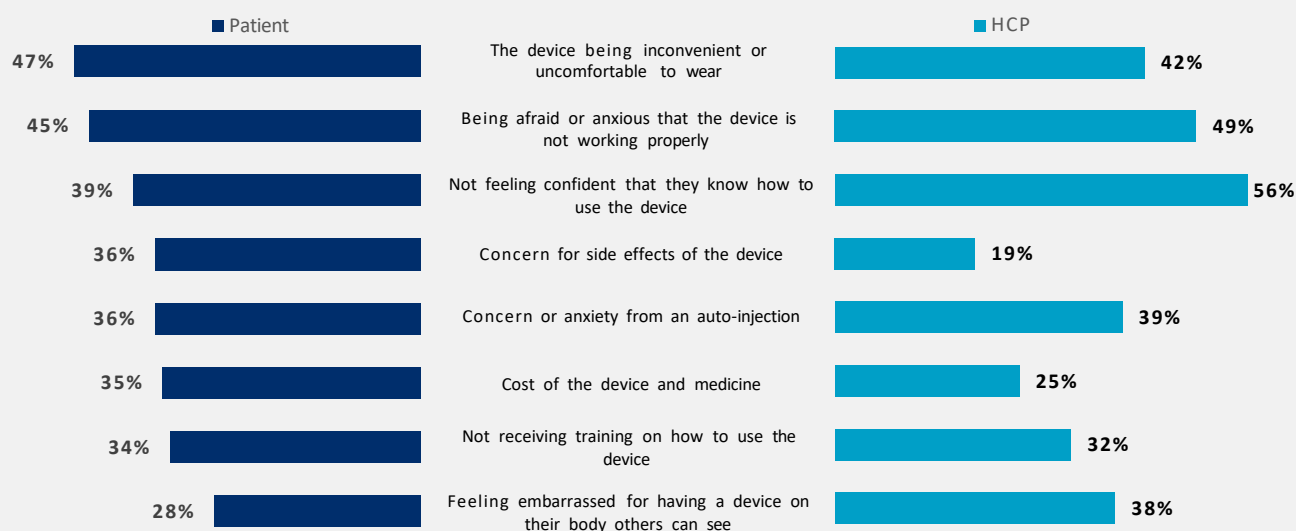 Patient
HCP
47%
The device being inconvenient or
uncomfortable to wear
42%
45%
Being afraid or anxious that the device is
not working properly
49%
39%
Not feeling confident that they know how to
use the device
56%
36%
Concern for side effects of the device
19%
36%
Concern or anxiety from an auto-injection
39%
35%
Cost of the device and medicine
25%
34%
Not receiving training on how to use the
device
32%
28%
Feeling embarrassed for having a device on
their body others can see
38%